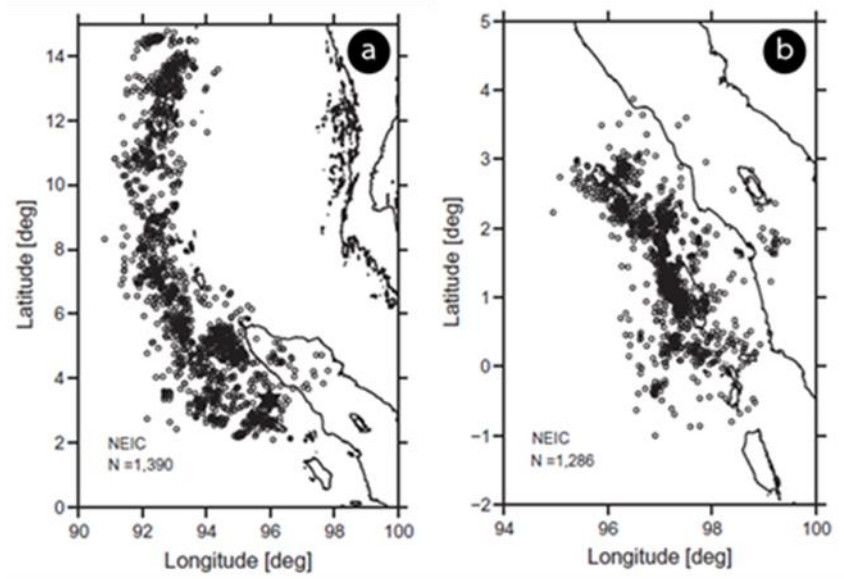 a
14
12
10
8
6
4
2
0
Latitude [deg]
NEIC
N =1,390
90 92 94 96 98 100
Longitude [deg]
b
5
4
3
2
1
0
−1
−2
Latitude [deg]
NEIC
N =1,286
94 96 98 100
Longitude [deg]